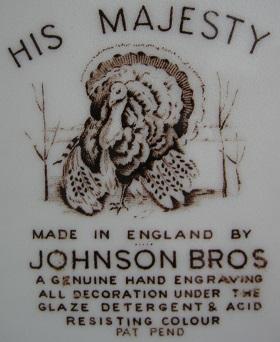 HIS MAJESTY
MADE IN ENGLAND BY
JOHNSON BROS
A GENUINE HAND ENGRAVING
ALL DECORATION UNDER THE
GLAZE DETERGENT & ACID
RESISTING COLOUR
PAT PEND